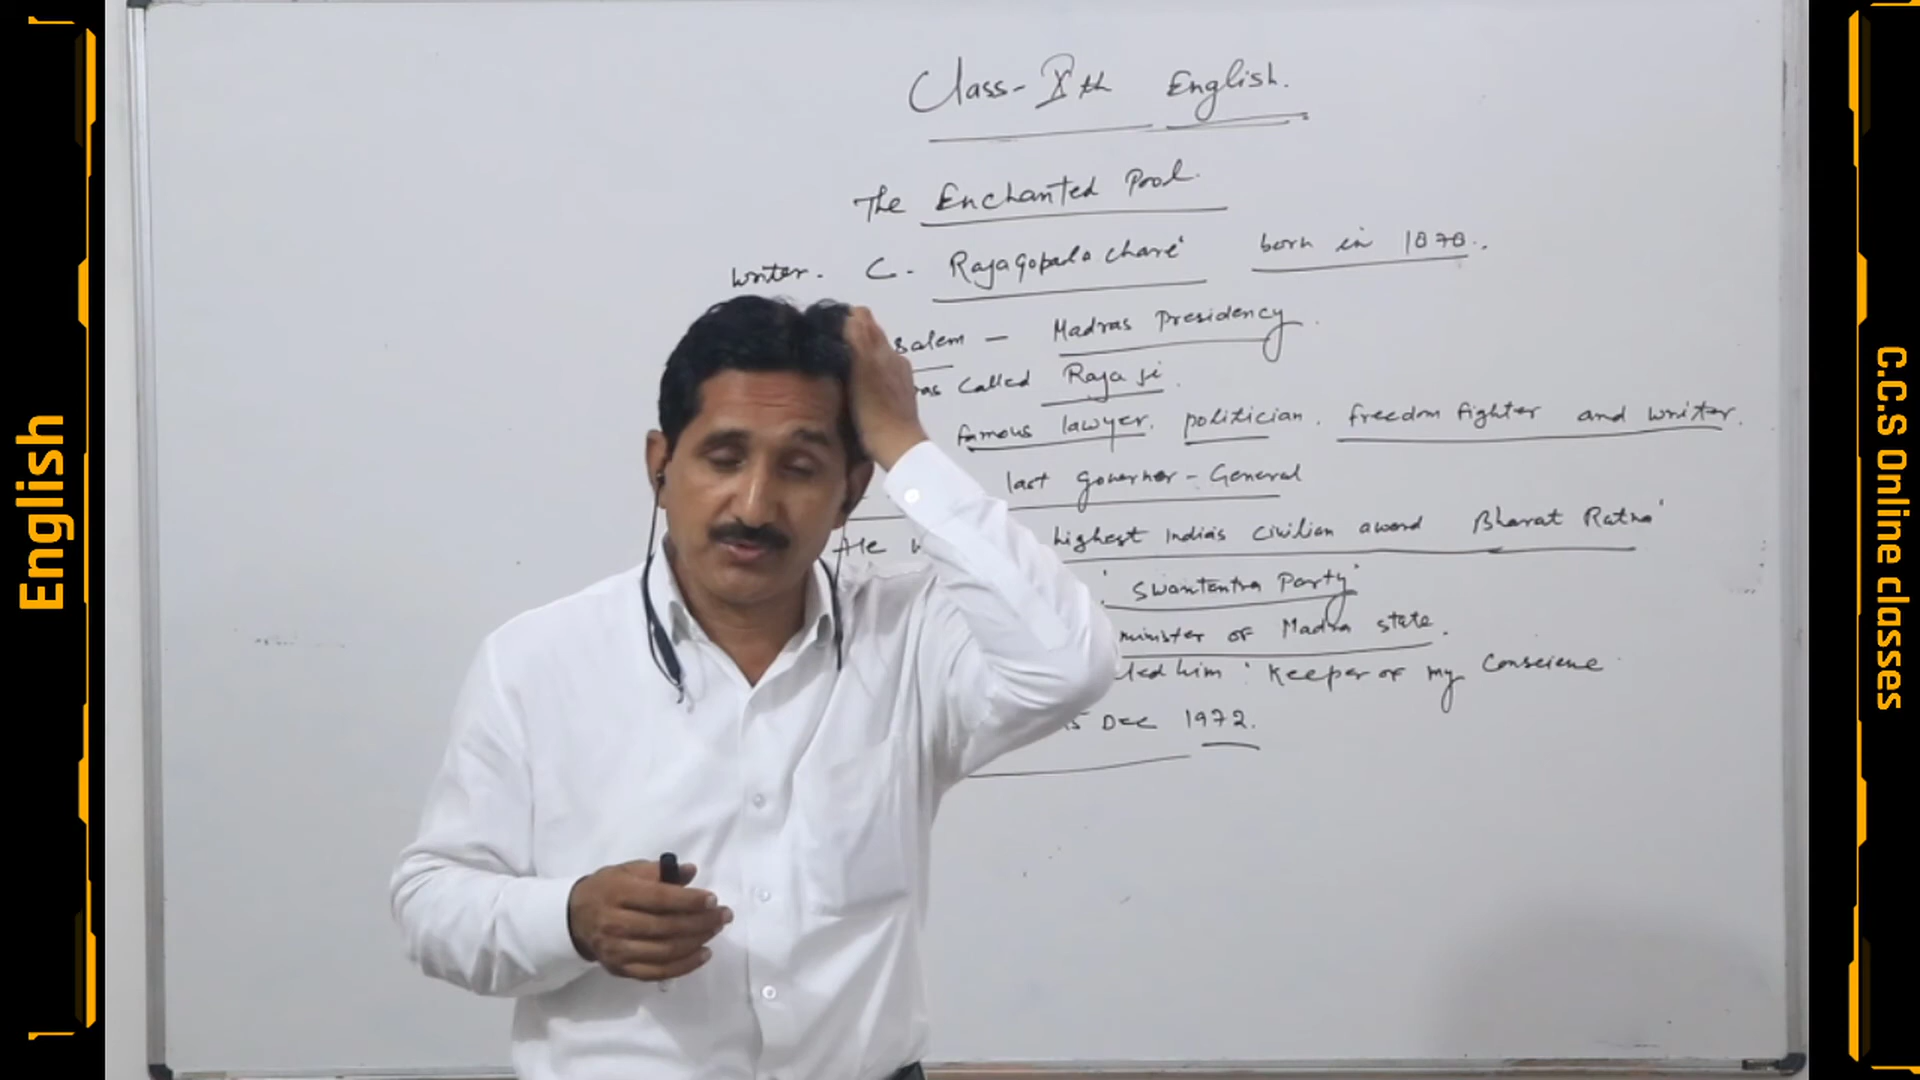 English
C.C.S Online classes
Class-Xth English.
The Enchanted Pool.
Writer. C. Rajagopalachari born in 1878.
Salem - Madras Presidency.
was called Raja ji.
famous lawyer, politician, freedom fighter and writer.
last governor-General
He highest India's civilian award Bharat Ratna'
'Swantantra Party'
minister of Madra state.
him 'Keeper of my
Dec 1972.